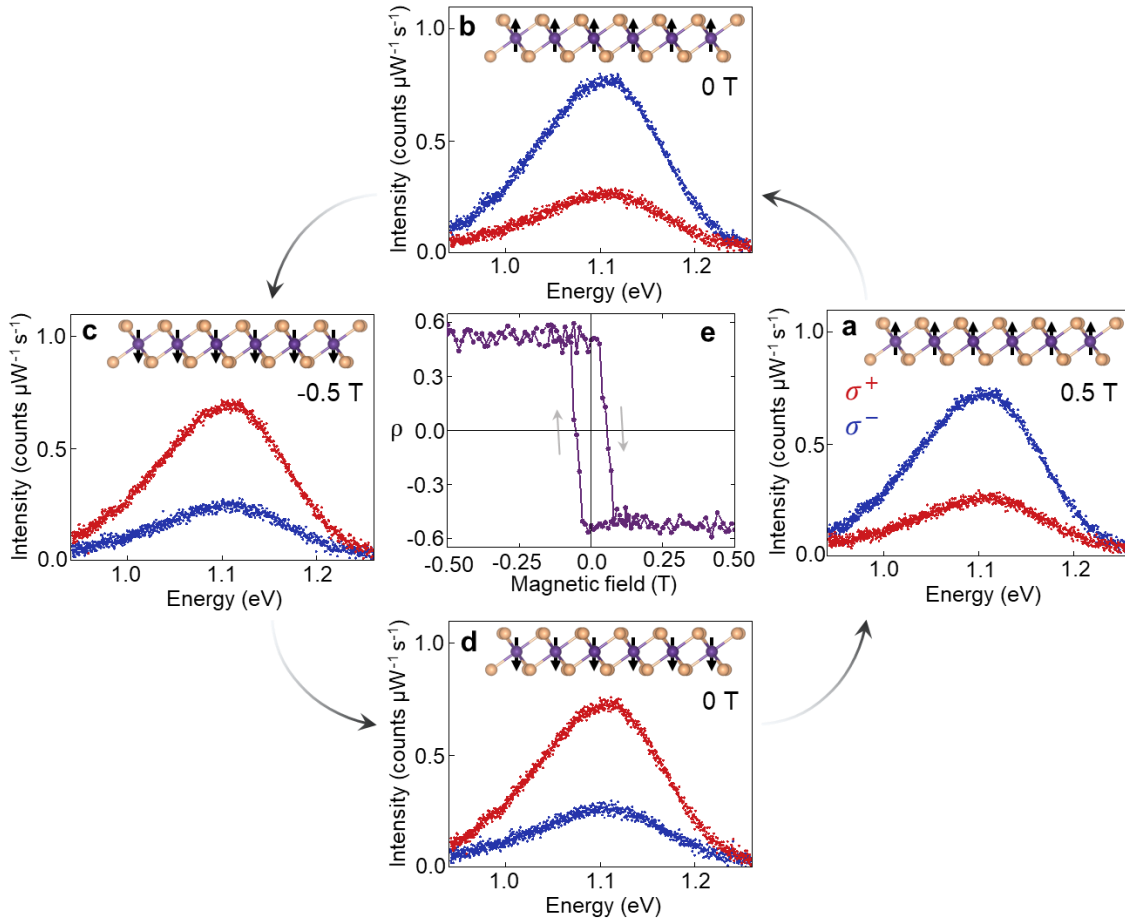 b
0 T
1.0
0.5
0.0
Intensity (counts µW⁻¹ s⁻¹)
1.0 1.1 1.2
Energy (eV)
c
-0.5 T
1.0
0.5
0.0
Intensity (counts µW⁻¹ s⁻¹)
1.0 1.1 1.2
Energy (eV)
e
0.6
0.3
0.0
-0.3
-0.6
ρ
-0.50 -0.25 0.0 0.25 0.50
Magnetic field (T)
a
σ⁺
σ⁻
0.5 T
1.0
0.5
0.0
Intensity (counts µW⁻¹ s⁻¹)
1.0 1.1 1.2
Energy (eV)
d
0 T
1.0
0.5
0.0
Intensity (counts µW⁻¹ s⁻¹)
1.0 1.1 1.2
Energy (eV)